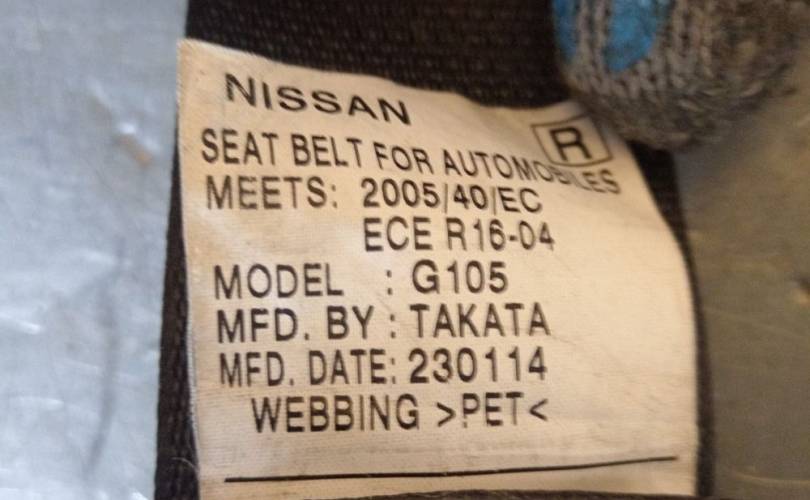 NISSAN
R
SEAT BELT FOR AUTOMOBILES
MEETS: 2005/40/EC
ECE R16-04
MODEL : G105
MFD. BY : TAKATA
MFD. DATE: 230114
WEBBING >PET<